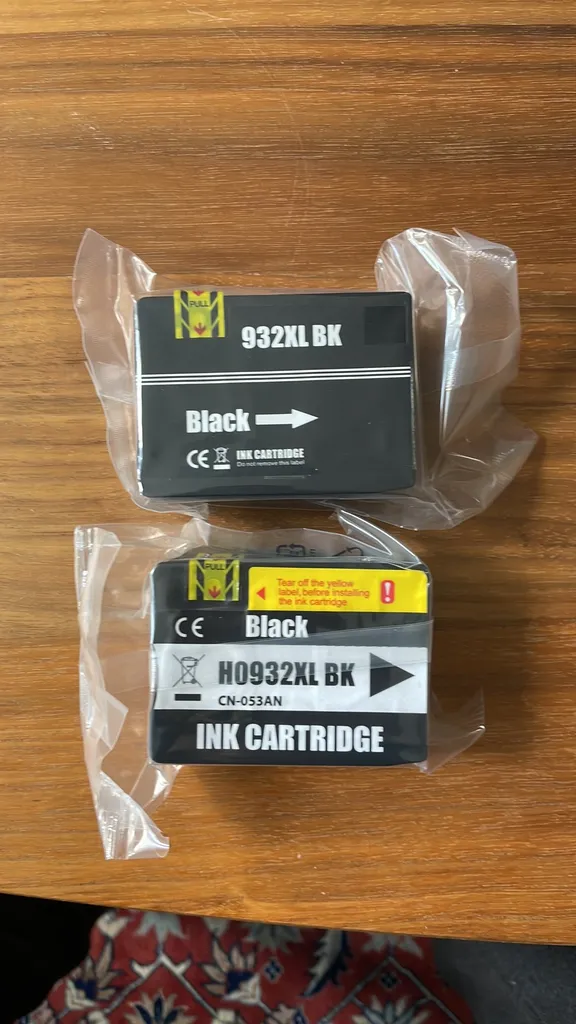 PULL
932XL BK
Black
CE
INK CARTRIDGE
Do not remove this label
PULL
Tear off the yellow
label, before installing
the ink cartridge
!
CE
Black
H0932XL BK
CN-053AN
INK CARTRIDGE